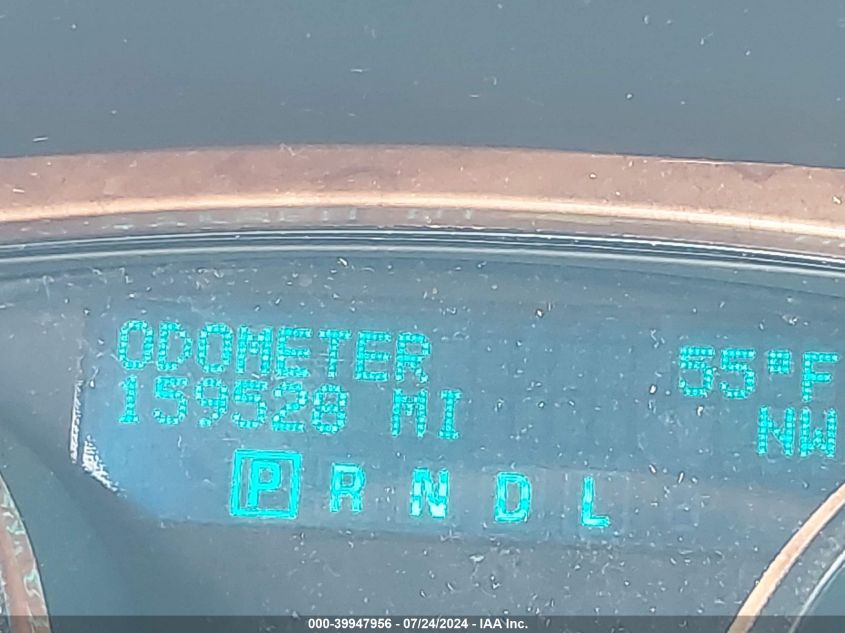 ODOMETER 55°F
159528 MI NW
P R N D L
000-39947956 - 07/24/2024 - IAA Inc.